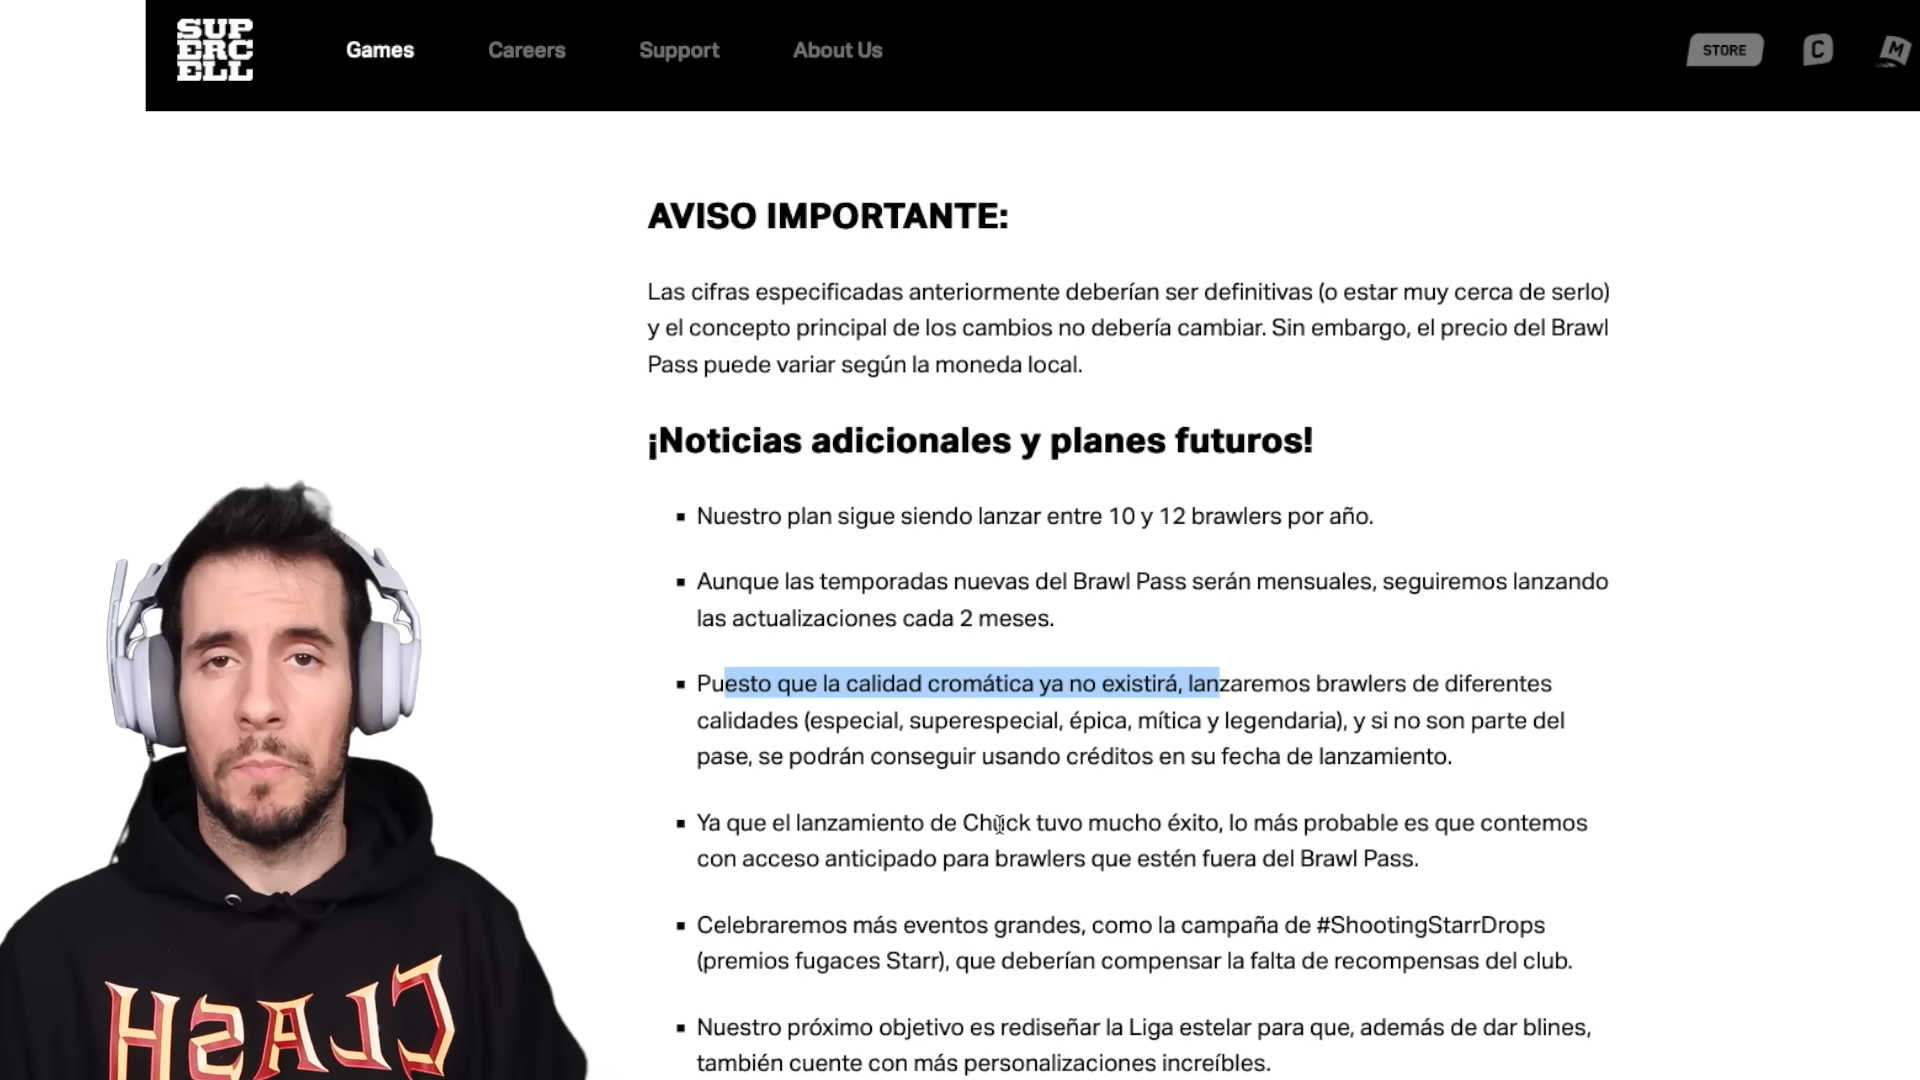 SUP
ERC
ELL
Games
Careers
Support
About Us
STORE
C
M
AVISO IMPORTANTE:
Las cifras especificadas anteriormente deberían ser definitivas (o estar muy cerca de serlo)
y el concepto principal de los cambios no debería cambiar. Sin embargo, el precio del Brawl
Pass puede variar según la moneda local.
¡Noticias adicionales y planes futuros!
▪ Nuestro plan sigue siendo lanzar entre 10 y 12 brawlers por año.
▪ Aunque las temporadas nuevas del Brawl Pass serán mensuales, seguiremos lanzando
las actualizaciones cada 2 meses.
▪ Puesto que la calidad cromática ya no existirá, lanzaremos brawlers de diferentes
calidades (especial, superespecial, épica, mítica y legendaria), y si no son parte del
pase, se podrán conseguir usando créditos en su fecha de lanzamiento.
▪ Ya que el lanzamiento de Chuck tuvo mucho éxito, lo más probable es que contemos
con acceso anticipado para brawlers que estén fuera del Brawl Pass.
▪ Celebraremos más eventos grandes, como la campaña de #ShootingStarrDrops
(premios fugaces Starr), que deberían compensar la falta de recompensas del club.
▪ Nuestro próximo objetivo es rediseñar la Liga estelar para que, además de dar blines,
también cuente con más personalizaciones increíbles.
CLASH